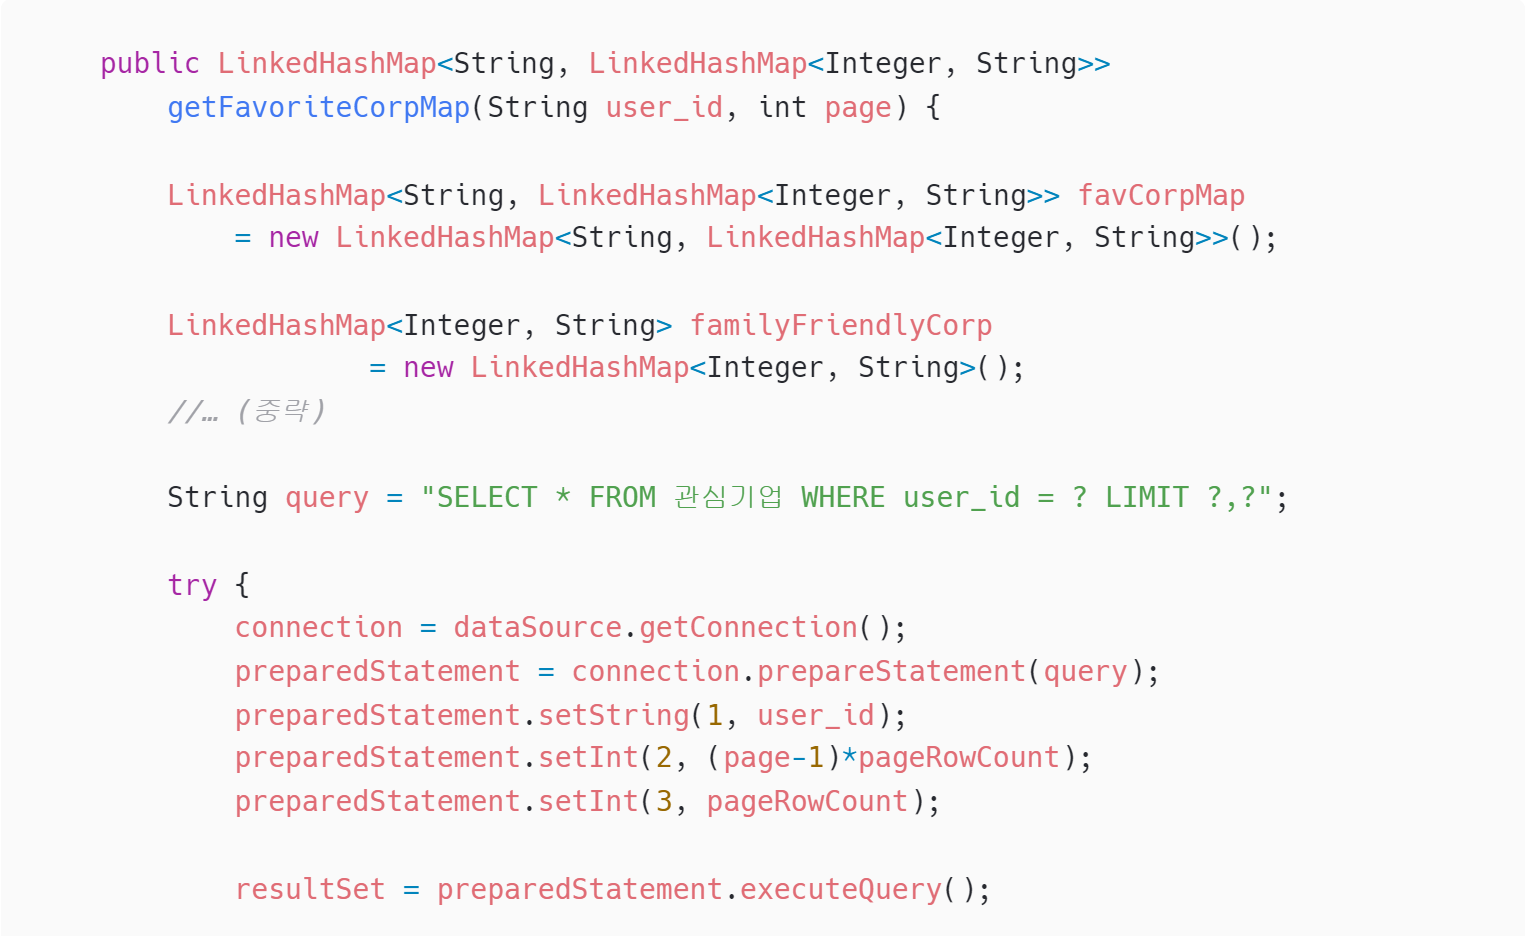 public LinkedHashMap<String, LinkedHashMap<Integer, String>>
getFavoriteCorpMap(String user_id, int page) {
LinkedHashMap<String, LinkedHashMap<Integer, String>> favCorpMap
= new LinkedHashMap<String, LinkedHashMap<Integer, String>>();
LinkedHashMap<Integer, String> familyFriendlyCorp
= new LinkedHashMap<Integer, String>();
//… (중략)
String query = "SELECT * FROM 관심기업 WHERE user_id = ? LIMIT ?,?";
try {
connection = dataSource.getConnection();
preparedStatement = connection.prepareStatement(query);
preparedStatement.setString(1, user_id);
preparedStatement.setInt(2, (page-1)*pageRowCount);
preparedStatement.setInt(3, pageRowCount);
resultSet = preparedStatement.executeQuery();